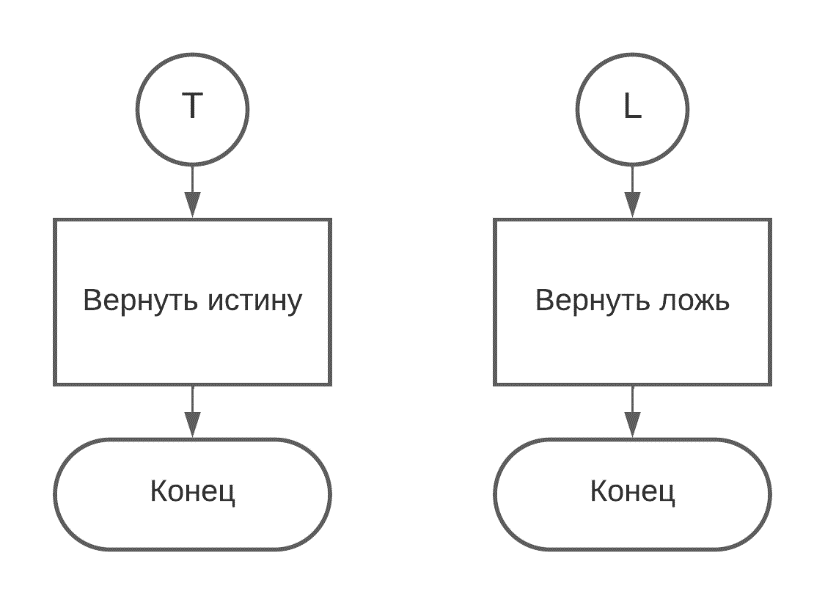 T
L
Вернуть истину
Вернуть ложь
Конец
Конец